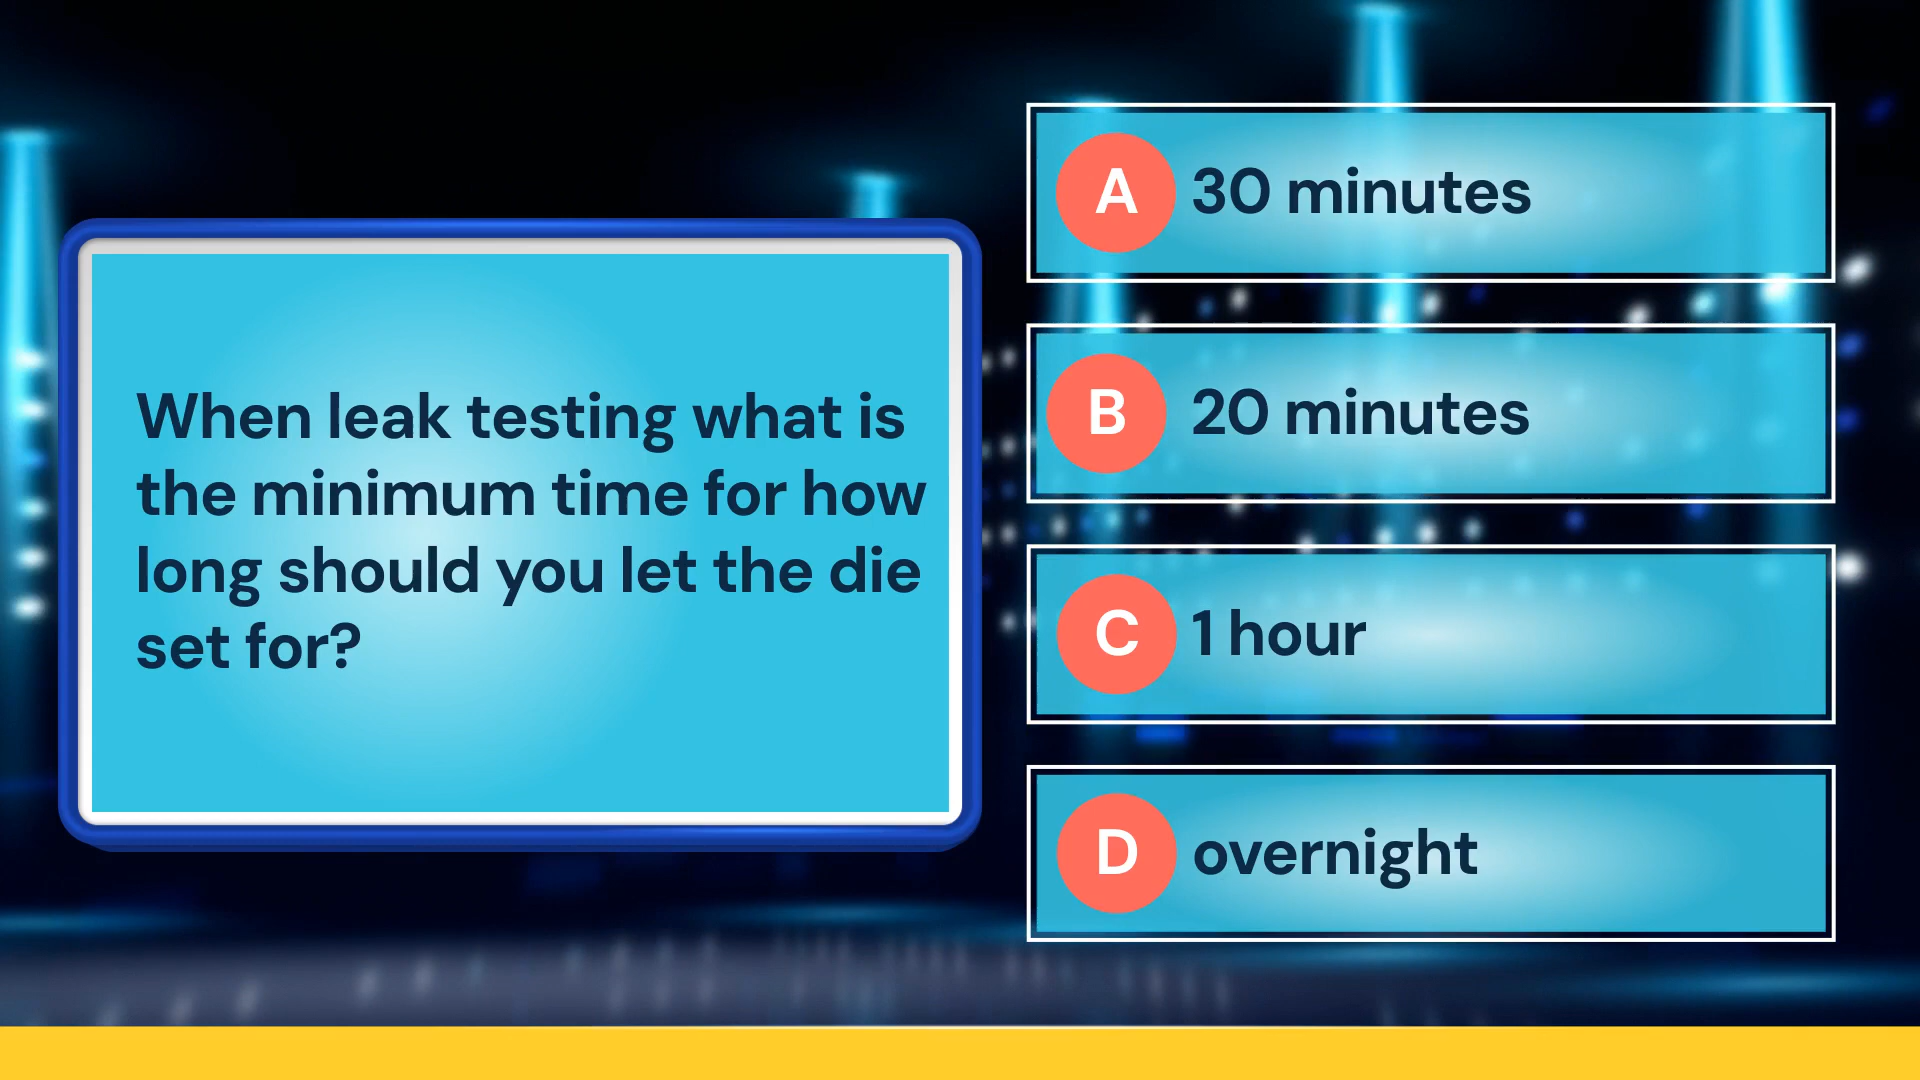 When leak testing what is
the minimum time for how
long should you let the die
set for?
A 30 minutes
B 20 minutes
C 1 hour
D overnight